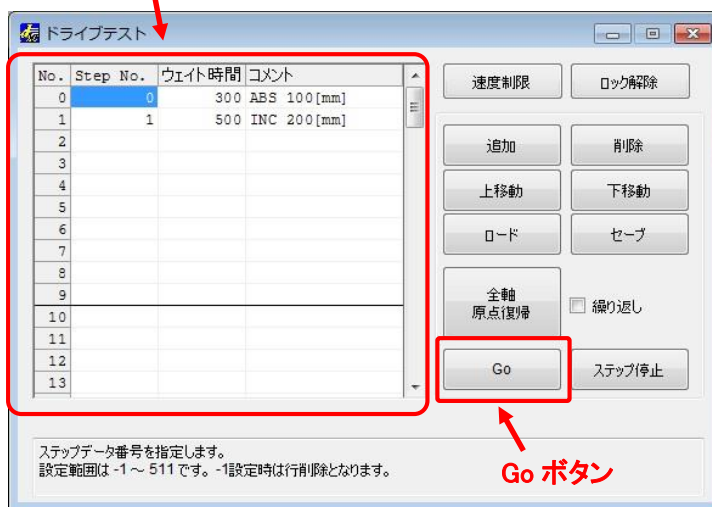 ドライブテスト
No. Step No. ウェイト時間 コメント
0 0 300 ABS 100[mm]
1 1 500 INC 200[mm]
2
3
4
5
6
7
8
9
10
11
12
13
速度制限 ロック解除
追加 削除
上移動 下移動
ロード セーブ
全軸
原点復帰
繰り返し
Go ステップ停止
ステップデータ番号を指定します。
設定範囲は -1 ～ 511 です。-1設定時は行削除となります。
Go ボタン